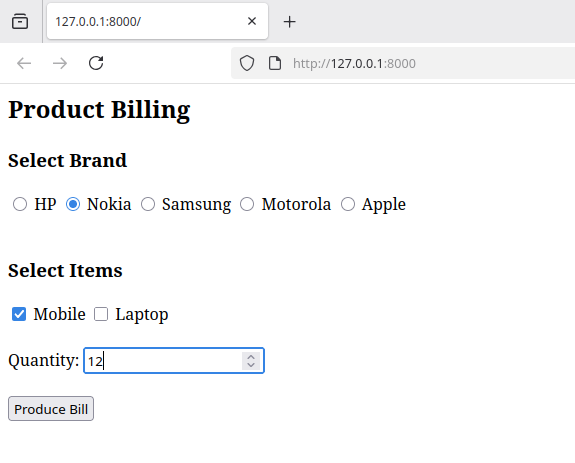 127.0.0.1:8000/
http://127.0.0.1:8000
Product Billing
Select Brand
HP Nokia Samsung Motorola Apple
Select Items
Mobile Laptop
Quantity: 12
Produce Bill